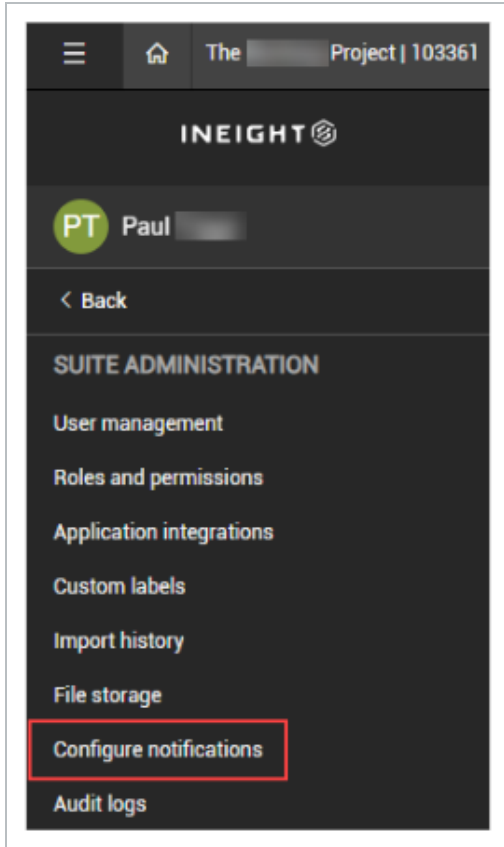 The Project | 103361
INEIGHT
PT Paul
< Back
SUITE ADMINISTRATION
User management
Roles and permissions
Application integrations
Custom labels
Import history
File storage
Configure notifications
Audit logs